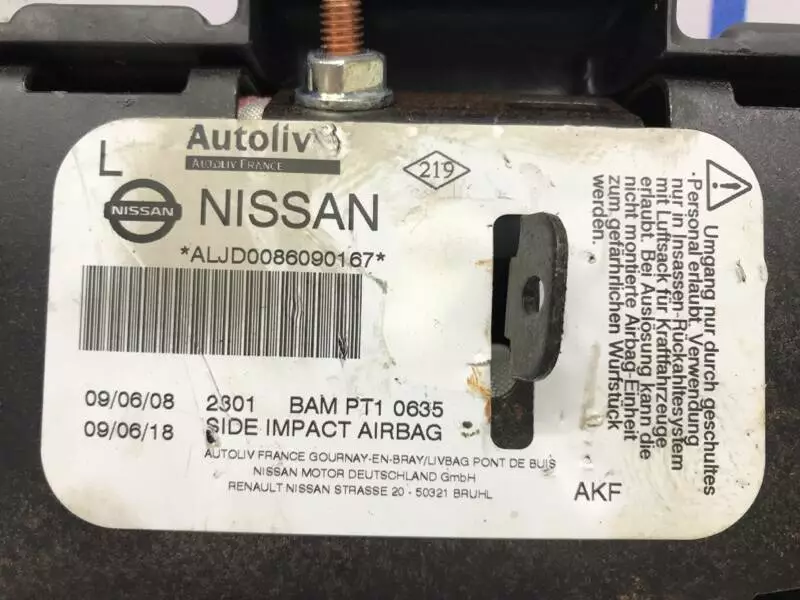 L
Autoliv
AUTOLIV FRANCE
219
NISSAN
NISSAN
*ALJD0086090167*
09/06/08 2301 BAM PT1 0635
09/06/18 SIDE IMPACT AIRBAG
AUTOLIV FRANCE GOURNAY-EN-BRAY/LIVBAG PONT DE BUIS
NISSAN MOTOR DEUTSCHLAND GmbH
RENAULT NISSAN STRASSE 20 - 50321 BRUHL
AKF
Umgang nur durch geschultes
Personal erlaubt. Verwendung
nur in Insassen-Rückahltesystem
mit Luftsack für Kraftfahrzeuge
erlaubt. Bei Auslösung kann die
nicht montierte Airbag-Einheit
zum gefährlichen Wurfstück
werden.